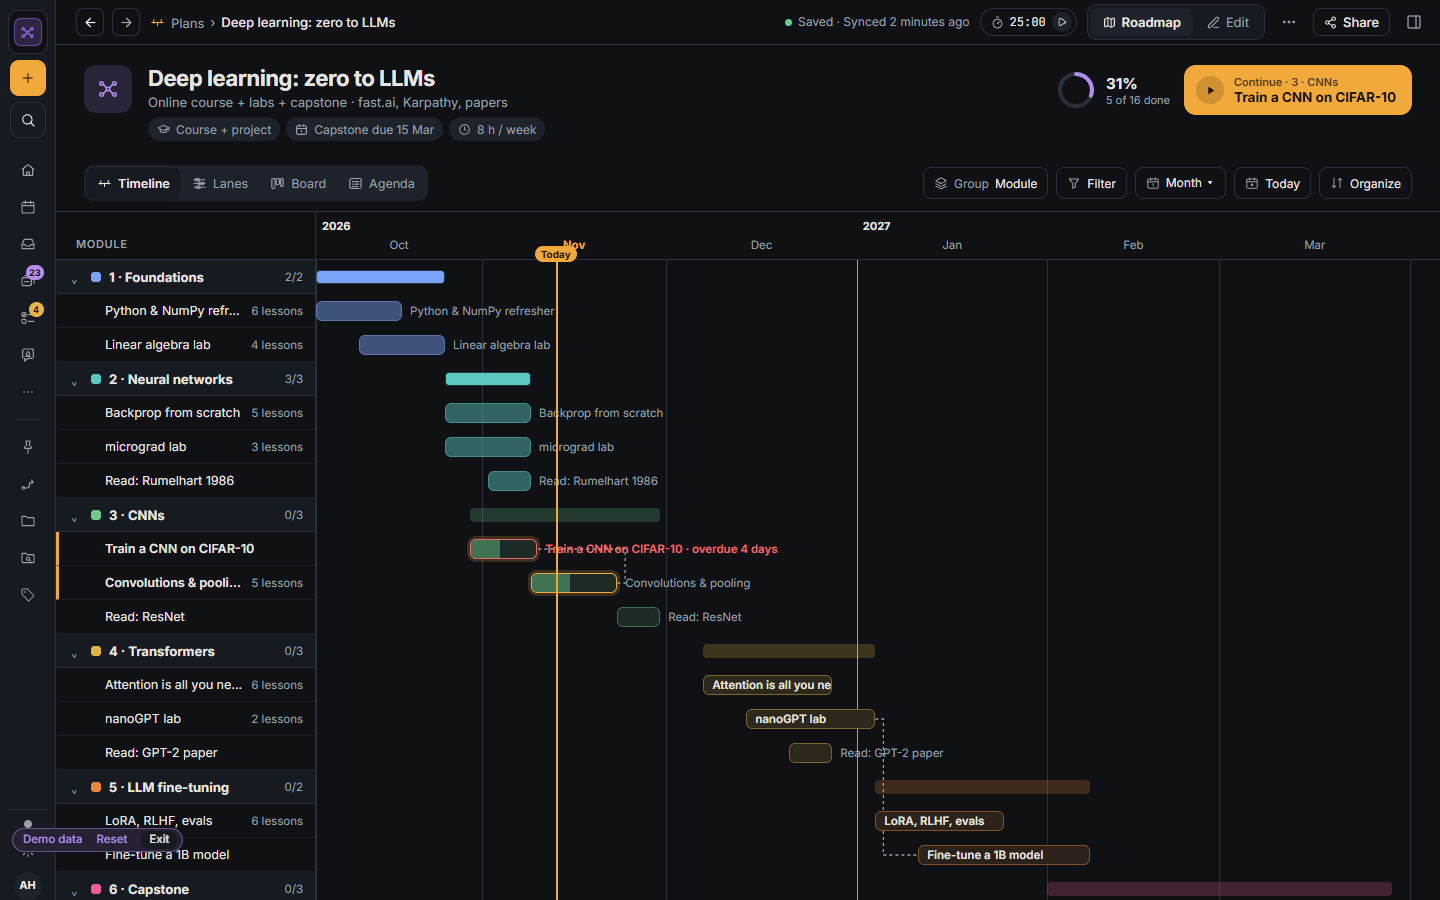 Plans › Deep learning: zero to LLMs
Saved · Synced 2 minutes ago
25:00
Roadmap
Edit
Share
Deep learning: zero to LLMs
Online course + labs + capstone · fast.ai, Karpathy, papers
Course + project
Capstone due 15 Mar
8 h / week
31%
5 of 16 done
Continue · 3 · CNNs
Train a CNN on CIFAR-10
Timeline
Lanes
Board
Agenda
Group Module
Filter
Month
Today
Organize
23
4
MODULE
2026
2027
Oct
Nov
Dec
Jan
Feb
Mar
Today
1 · Foundations 2/2
Python & NumPy refr... 6 lessons
Python & NumPy refresher
Linear algebra lab 4 lessons
Linear algebra lab
2 · Neural networks 3/3
Backprop from scratch 5 lessons
Backprop from scratch
micrograd lab 3 lessons
micrograd lab
Read: Rumelhart 1986
Read: Rumelhart 1986
3 · CNNs 0/3
Train a CNN on CIFAR-10
Train a CNN on CIFAR-10 · overdue 4 days
Convolutions & pooli... 5 lessons
Convolutions & pooling
Read: ResNet
Read: ResNet
4 · Transformers 0/3
Attention is all you ne... 6 lessons
Attention is all you ne
nanoGPT lab 2 lessons
nanoGPT lab
Read: GPT-2 paper
Read: GPT-2 paper
5 · LLM fine-tuning 0/2
LoRA, RLHF, evals 6 lessons
LoRA, RLHF, evals
Demo data Reset Exit
Fine-tune a 1B model
Fine-tune a 1B model
6 · Capstone 0/3
AH